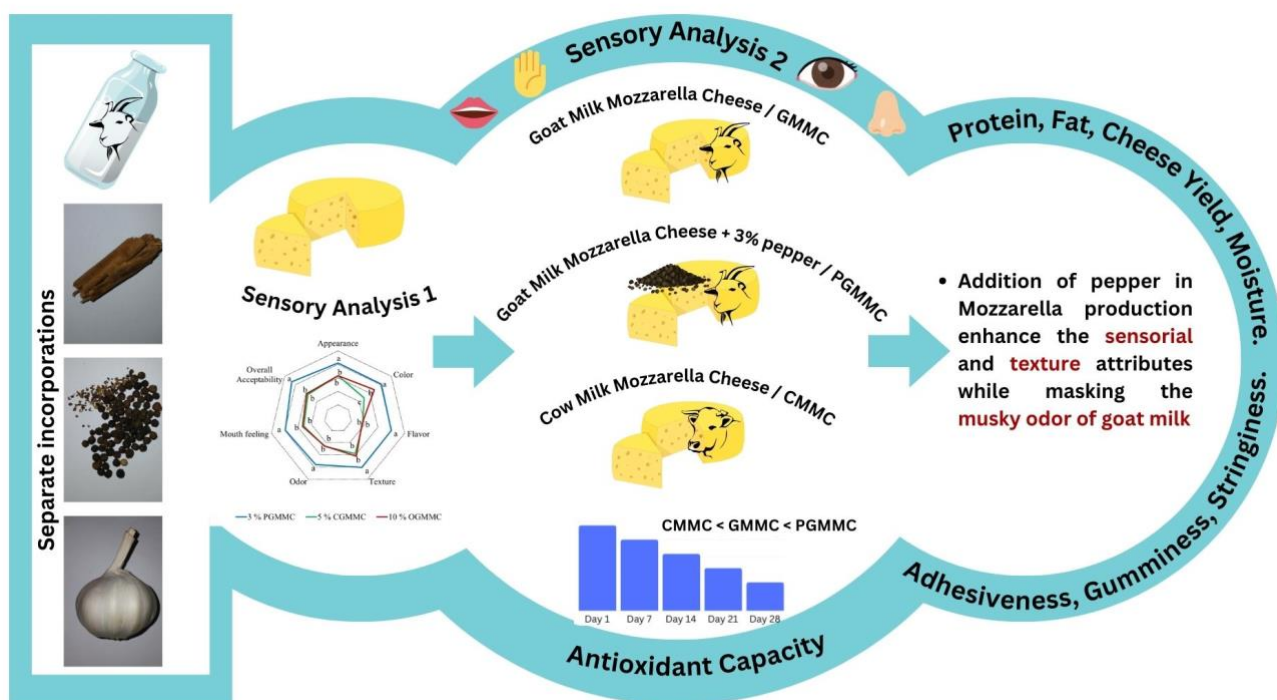 Separate incorporations
Sensory Analysis 1
Appearance
a
b
Overall
Acceptability
a
b
Color
a
b
c
Mouth feeling
a
b
b
Flavor
a
b
b
Odor
a
b
b
Texture
a
b
b
3 % PGMMC
5 % CGMMC
10 % OGMMC
Sensory Analysis 2
Goat Milk Mozzarella Cheese / GMMC
Goat Milk Mozzarella Cheese + 3% pepper / PGMMC
Cow Milk Mozzarella Cheese / CMMC
CMMC < GMMC < PGMMC
Day 1
Day 7
Day 14
Day 21
Day 28
Antioxidant Capacity
Protein, Fat, Cheese Yield, Moisture.
• Addition of pepper in
Mozzarella production
enhance the sensorial
and texture attributes
while masking the
musky odor of goat milk
Adhesiveness, Gumminess, Stringiness.